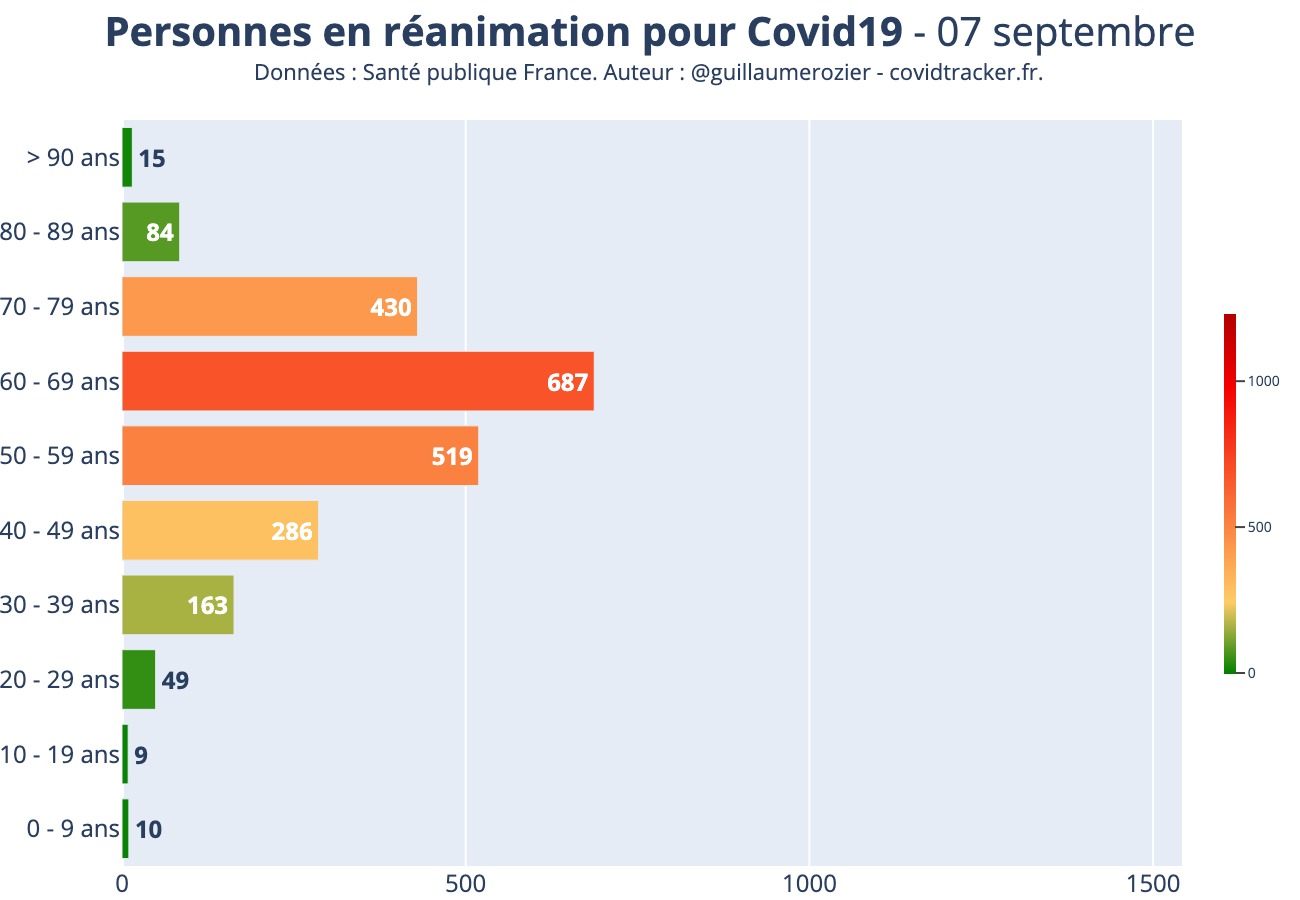 Personnes en réanimation pour Covid19 - 07 septembre
Données : Santé publique France. Auteur : @guillaumerozier - covidtracker.fr.
> 90 ans 15
80 - 89 ans 84
70 - 79 ans 430
60 - 69 ans 687
1000
50 - 59 ans 519
500
40 - 49 ans 286
30 - 39 ans 163
0
20 - 29 ans 49
10 - 19 ans 9
0 - 9 ans 10
0 500 1000 1500